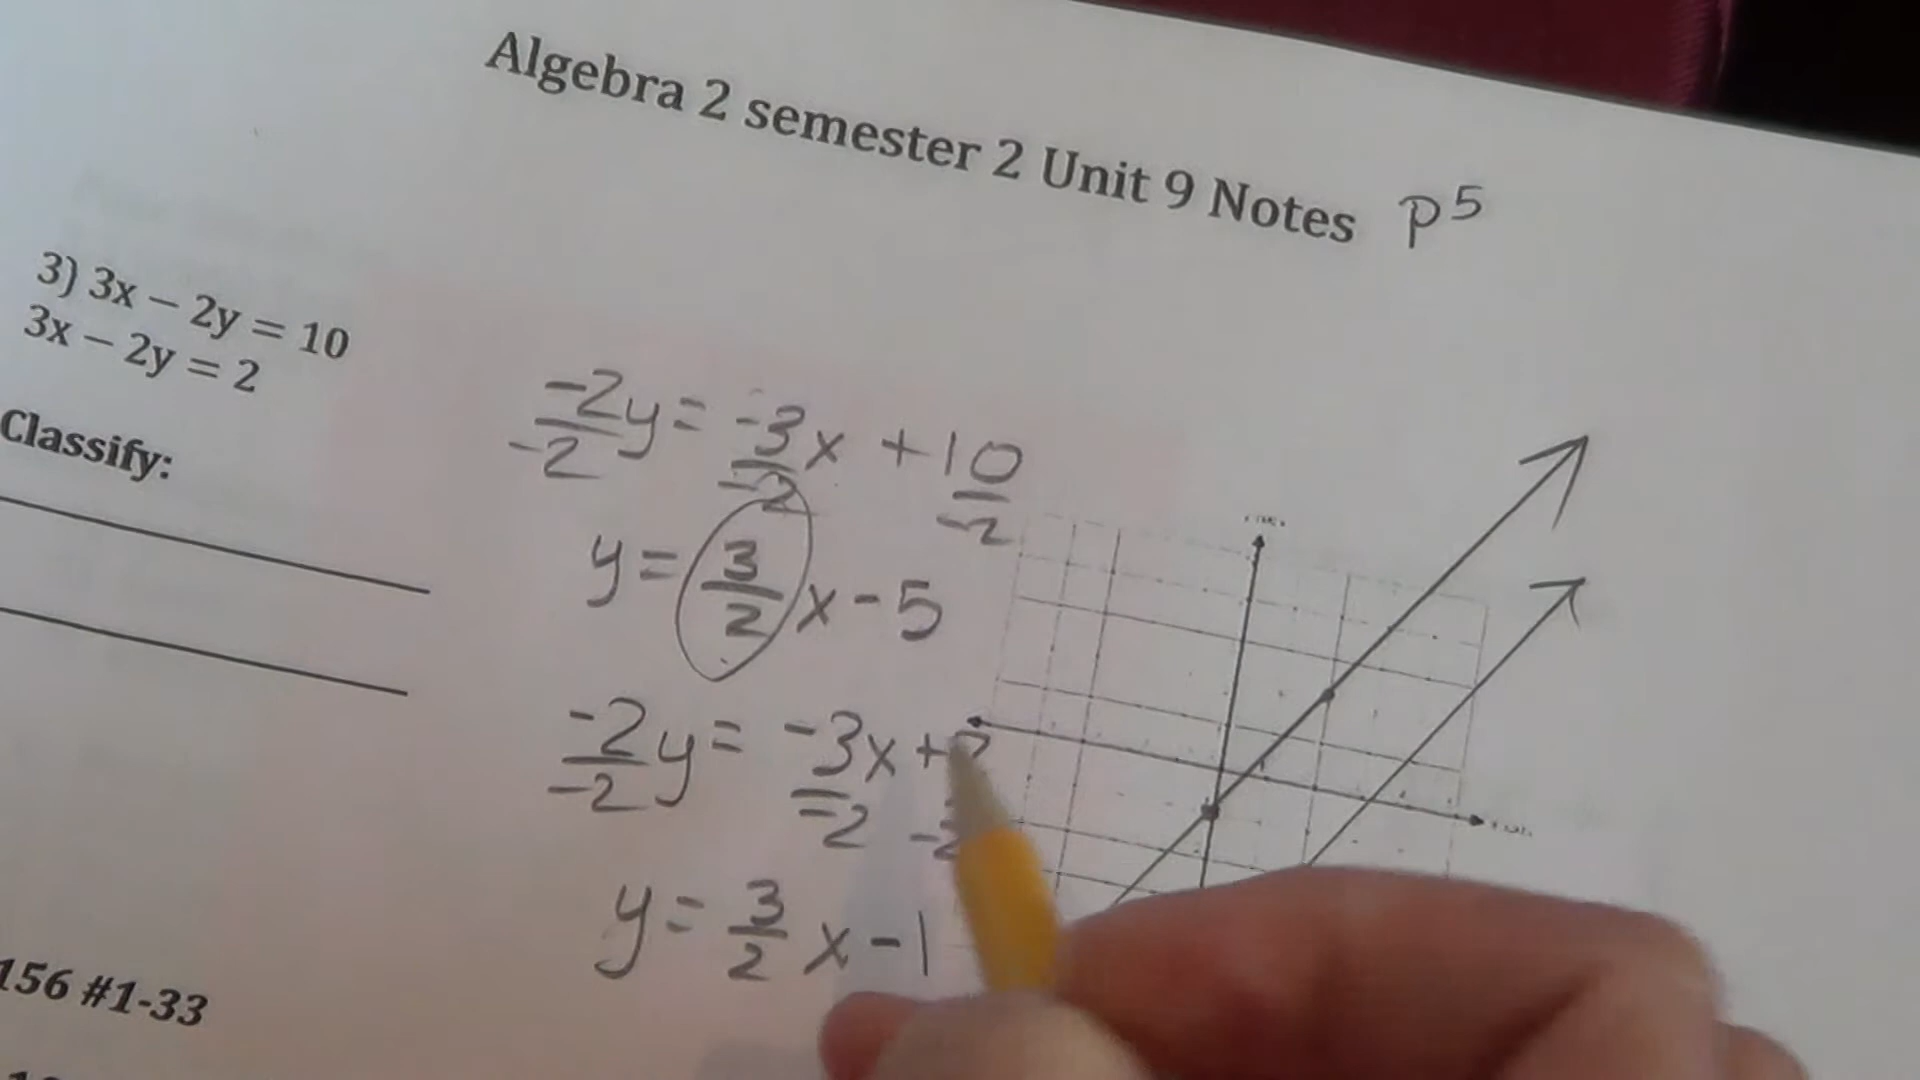 Algebra 2 semester 2 Unit 9 Notes p5
3) 3x – 2y = 10
3x – 2y = 2
Classify:
-2y = -3x + 10
-2 -2 -2
y = 3/2 x - 5
-2y = -3x +
-2 -2 -2
y = 3/2 x - 1
156 #1-33